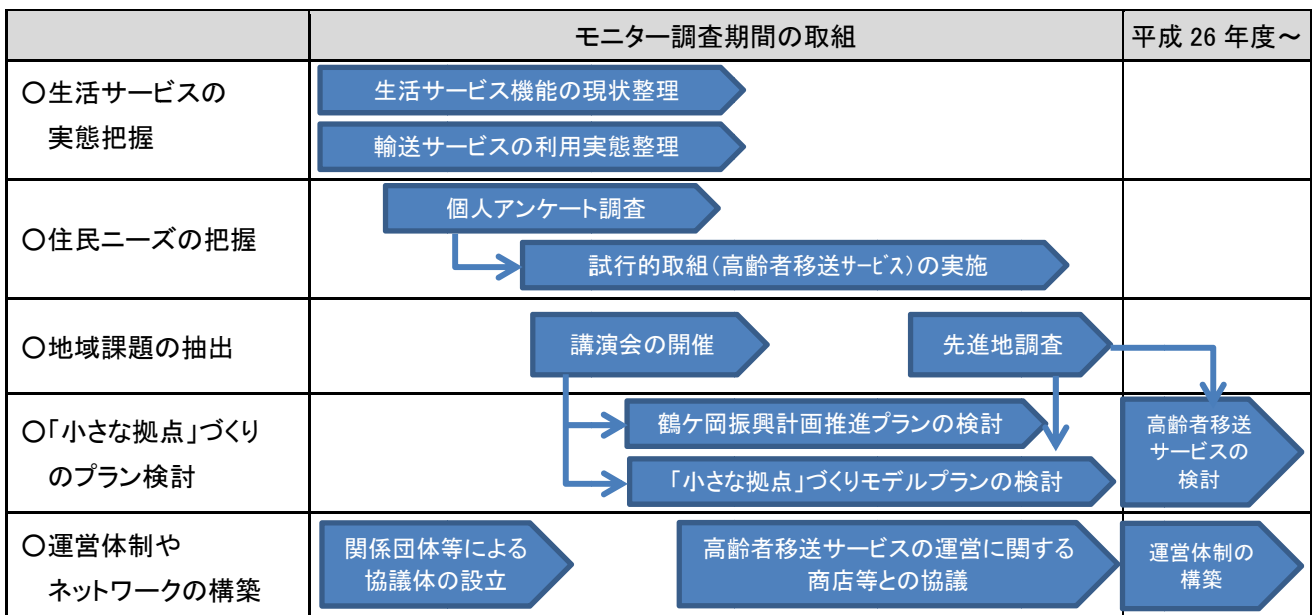 モニター調査期間の取組
平成 26 年度～
〇生活サービスの
実態把握
生活サービス機能の現状整理
輸送サービスの利用実態整理
〇住民ニーズの把握
個人アンケート調査
試行的取組(高齢者移送ｻｰﾋﾞｽ)の実施
〇地域課題の抽出
講演会の開催
先進地調査
〇「小さな拠点」づくり
のプラン検討
鶴ケ岡振興計画推進プランの検討
「小さな拠点」づくりモデルプランの検討
高齢者移送
サービスの
検討
〇運営体制や
ネットワークの構築
関係団体等による
協議体の設立
高齢者移送サービスの運営に関する
商店等との協議
運営体制の
構築